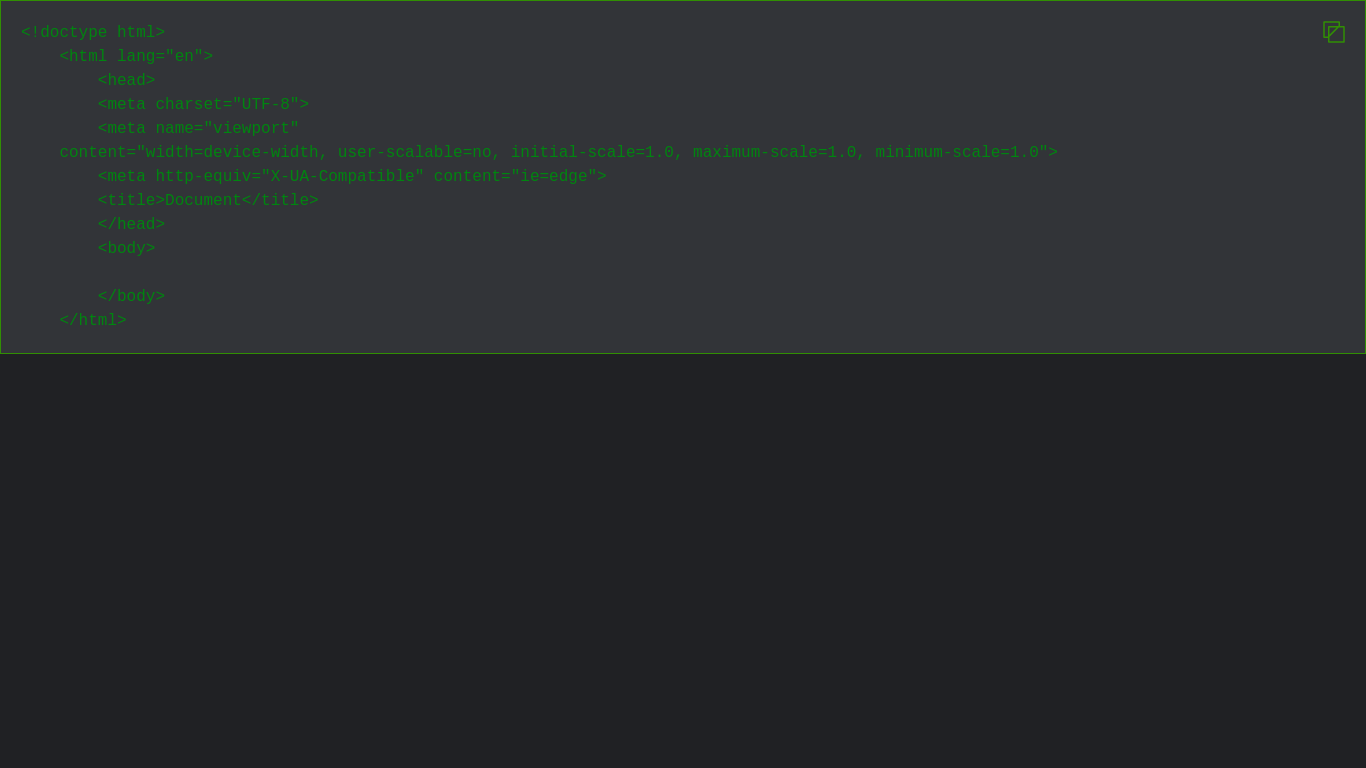 <!doctype html>
<html lang="en">
<head>
<meta charset="UTF-8">
<meta name="viewport"
content="width=device-width, user-scalable=no, initial-scale=1.0, maximum-scale=1.0, minimum-scale=1.0">
<meta http-equiv="X-UA-Compatible" content="ie=edge">
<title>Document</title>
</head>
<body>
</body>
</html>